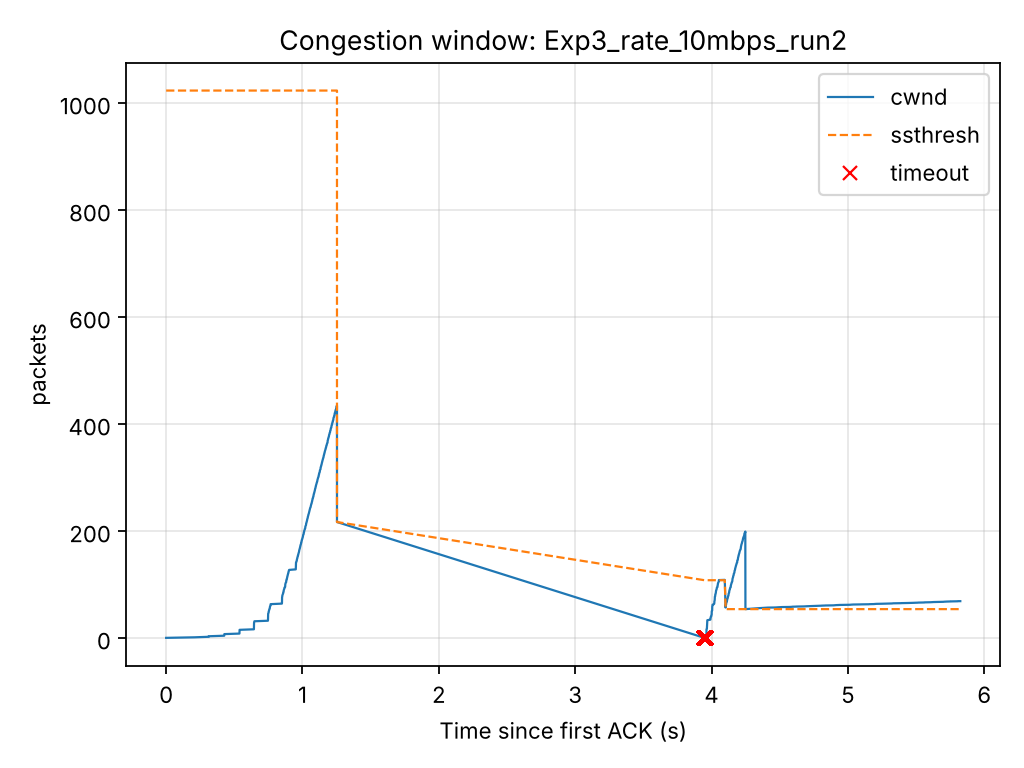 Congestion window: Exp3_rate_10mbps_run2
cwnd
ssthresh
timeout
packets
1000
800
600
400
200
0
0 1 2 3 4 5 6
Time since first ACK (s)